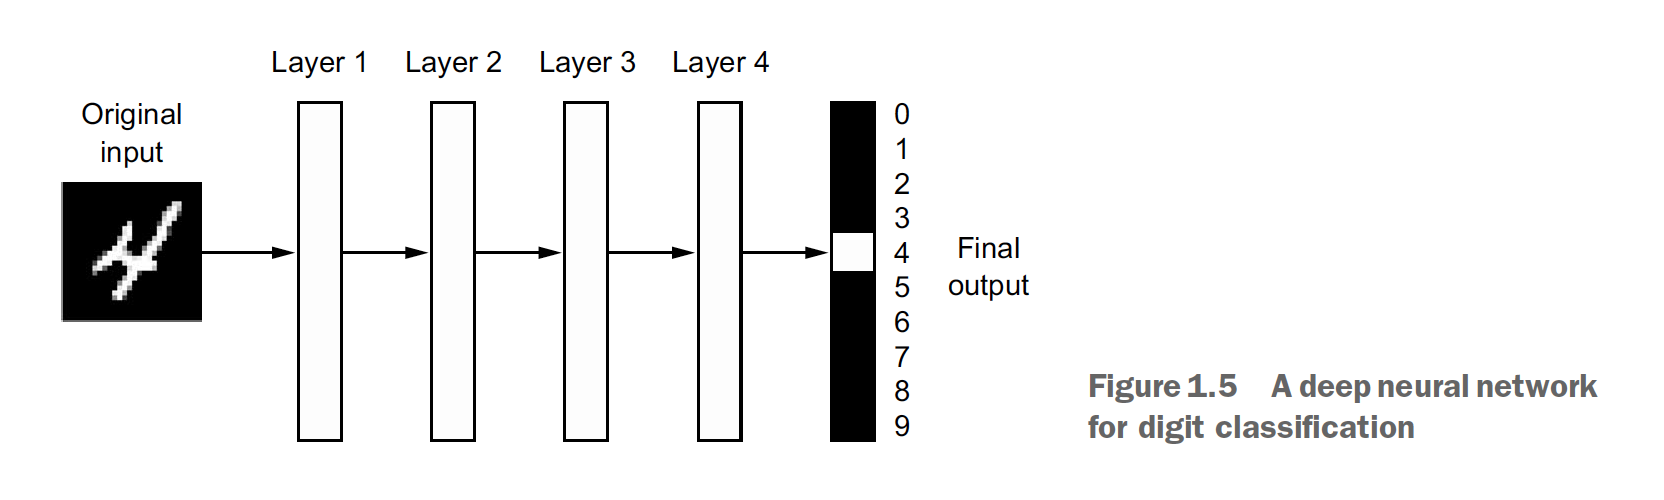 Layer 1 Layer 2 Layer 3 Layer 4
Original
input
4
0
1
2
3
4
5
6
7
8
9
Final
output
Figure 1.5 A deep neural network
for digit classification